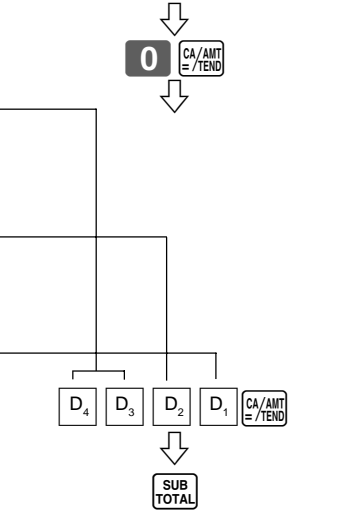 0 CA/AMT
= /TEND
D4 D3 D2 D1 CA/AMT
= /TEND
SUB
TOTAL